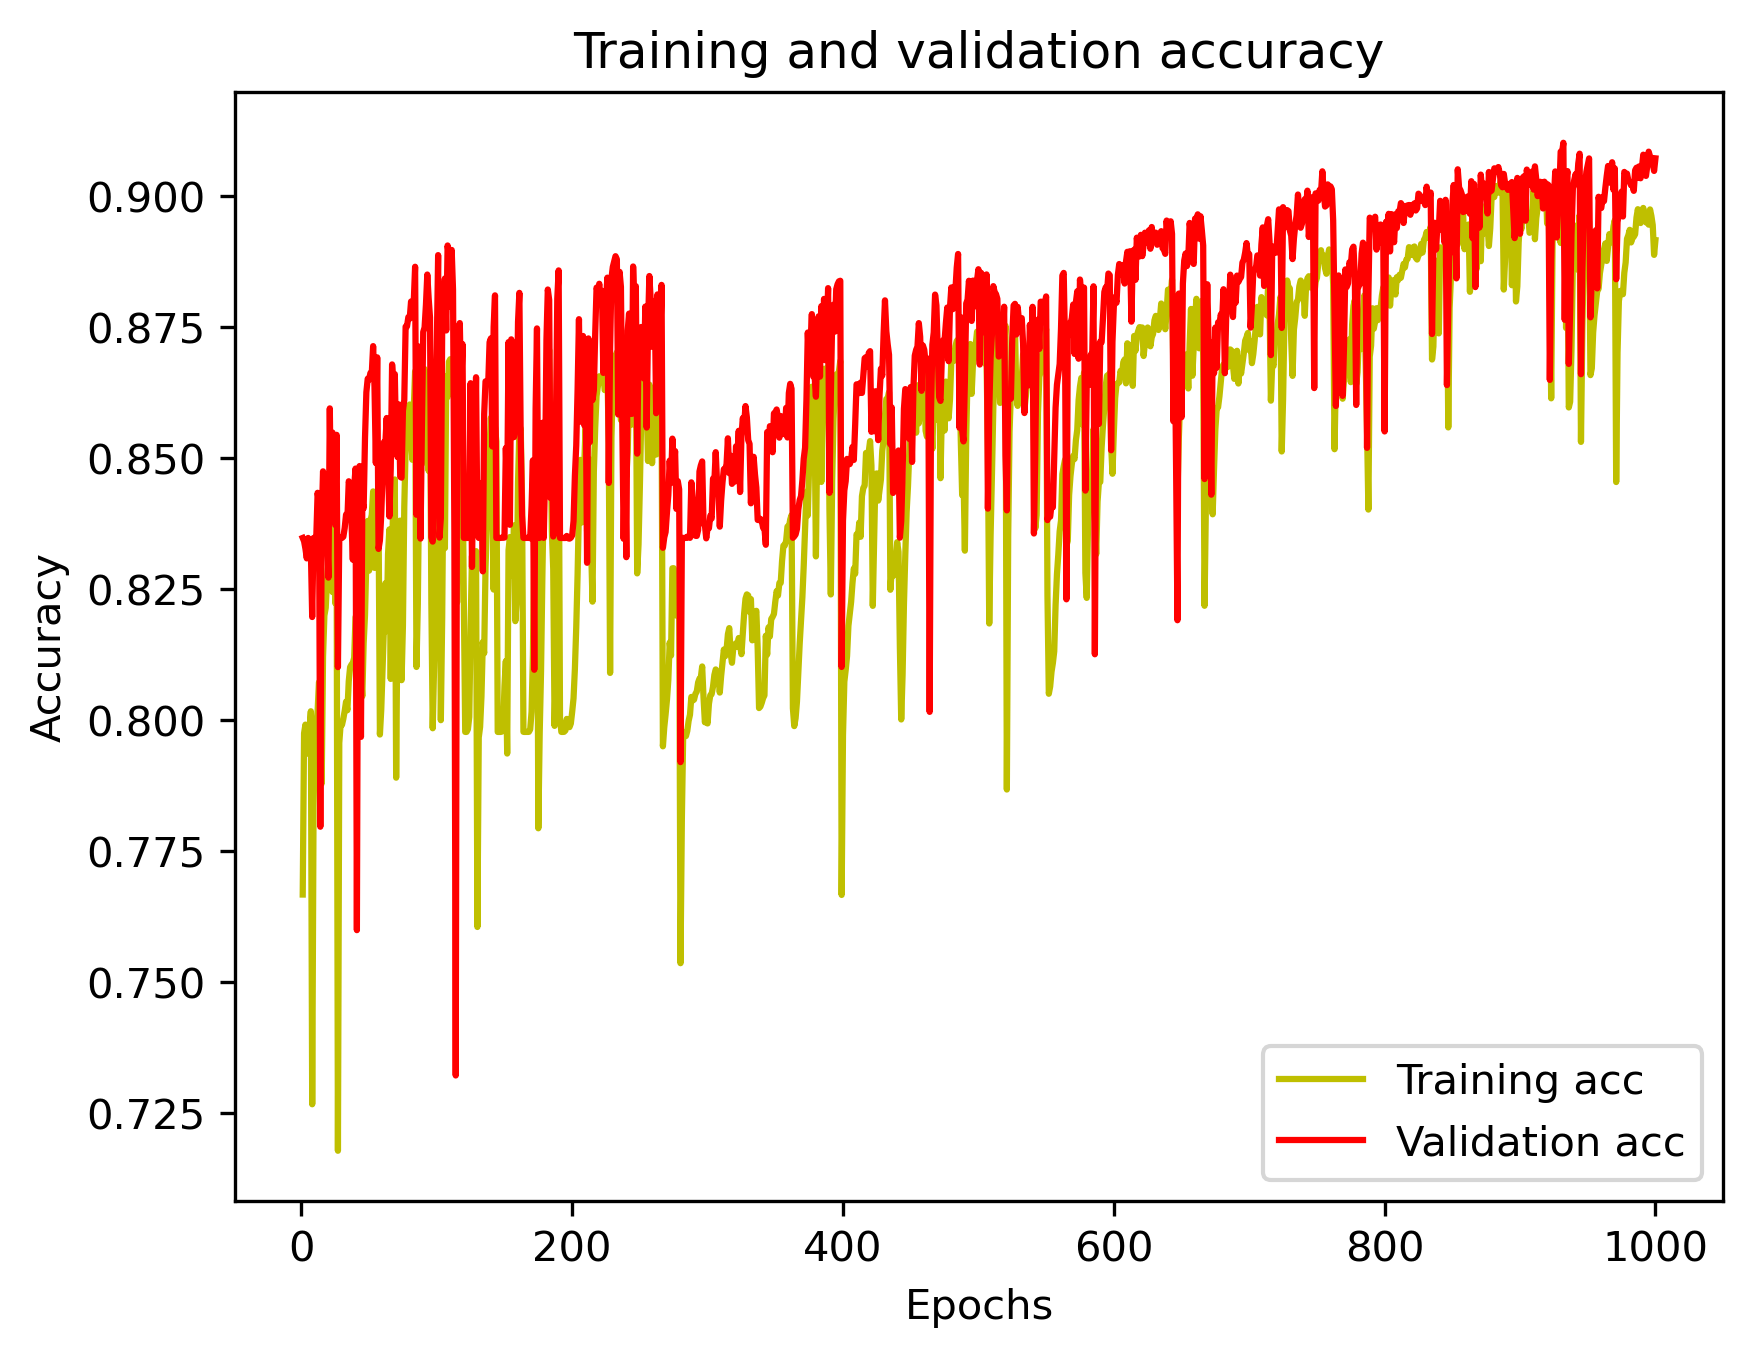 Training and validation accuracy
Accuracy
0.900
0.875
0.850
0.825
0.800
0.775
0.750
0.725
Training acc
Validation acc
0 200 400 600 800 1000
Epochs